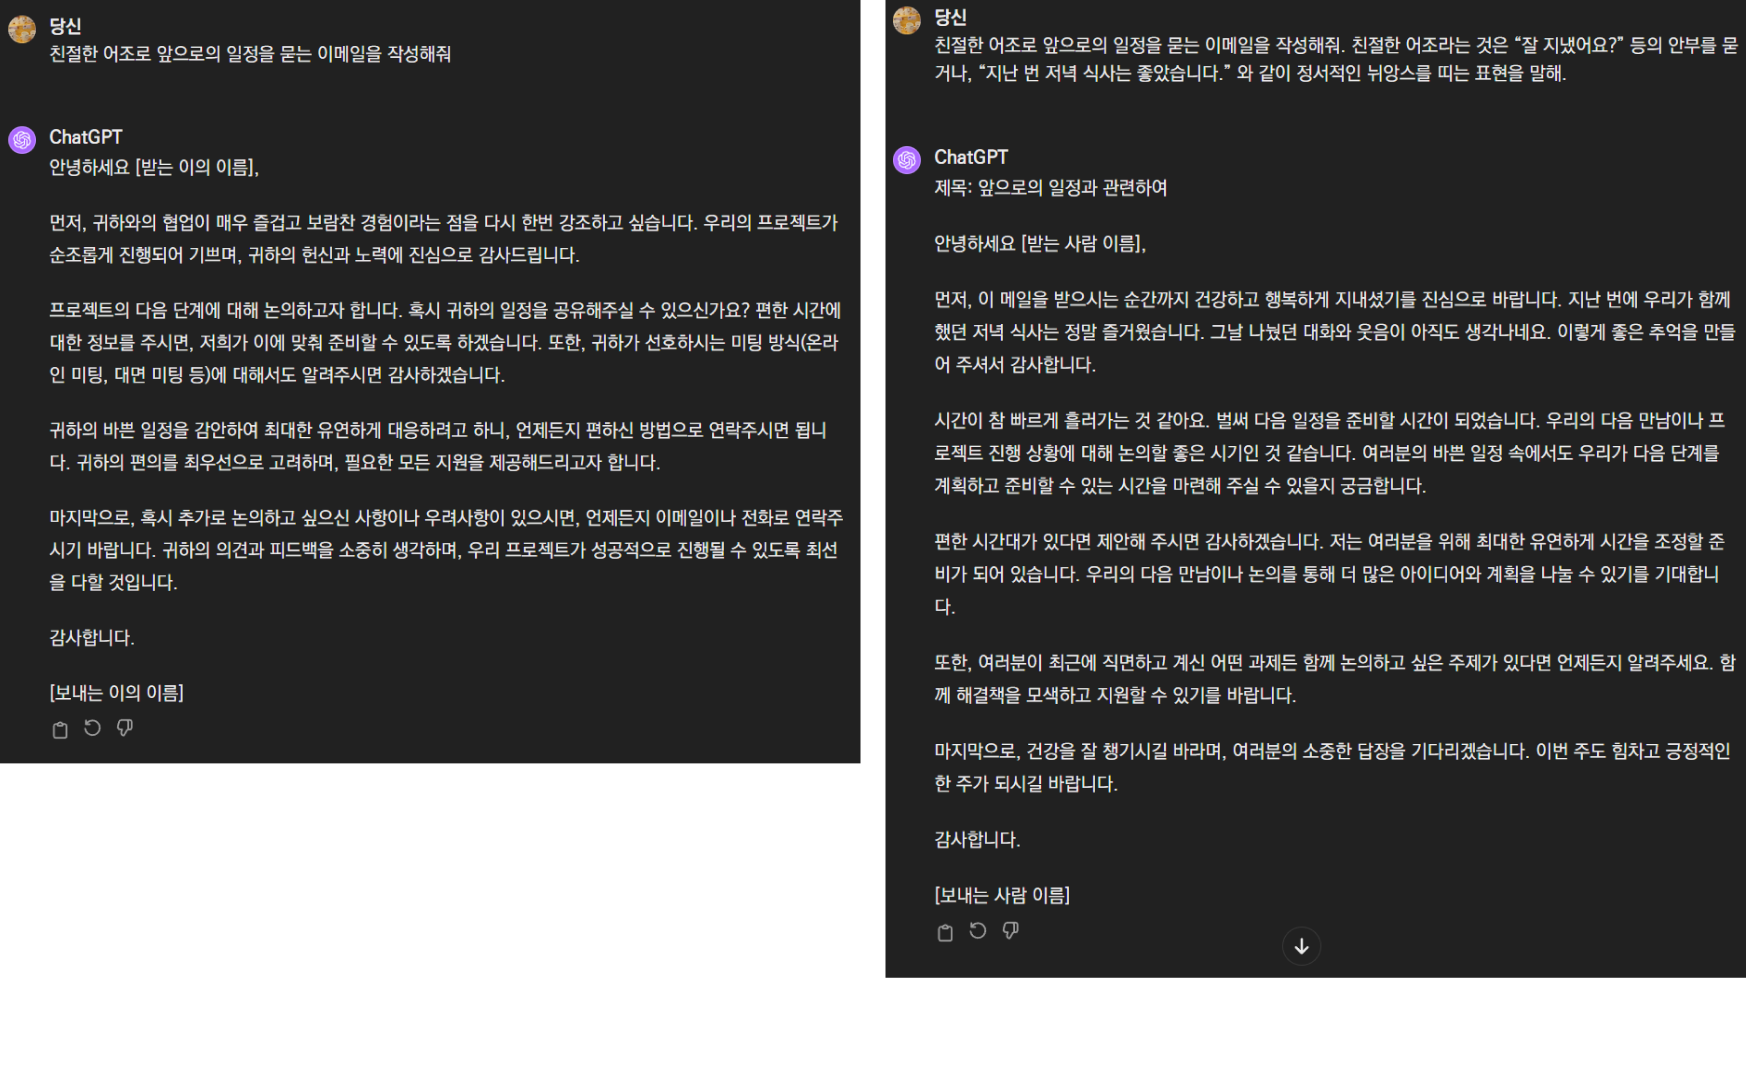 당신
친절한 어조로 앞으로의 일정을 묻는 이메일을 작성해줘
ChatGPT
안녕하세요 [받는 이의 이름],
먼저, 귀하와의 협업이 매우 즐겁고 보람찬 경험이라는 점을 다시 한번 강조하고 싶습니다. 우리의 프로젝트가
순조롭게 진행되어 기쁘며, 귀하의 헌신과 노력에 진심으로 감사드립니다.
프로젝트의 다음 단계에 대해 논의하고자 합니다. 혹시 귀하의 일정을 공유해주실 수 있으신가요? 편한 시간에
대한 정보를 주시면, 저희가 이에 맞춰 준비할 수 있도록 하겠습니다. 또한, 귀하가 선호하시는 미팅 방식(온라
인 미팅, 대면 미팅 등)에 대해서도 알려주시면 감사하겠습니다.
귀하의 바쁜 일정을 감안하여 최대한 유연하게 대응하려고 하니, 언제든지 편하신 방법으로 연락주시면 됩니
다. 귀하의 편의를 최우선으로 고려하며, 필요한 모든 지원을 제공해드리고자 합니다.
마지막으로, 혹시 추가로 논의하고 싶으신 사항이나 우려사항이 있으시면, 언제든지 이메일이나 전화로 연락주
시기 바랍니다. 귀하의 의견과 피드백을 소중히 생각하며, 우리 프로젝트가 성공적으로 진행될 수 있도록 최선
을 다할 것입니다.
감사합니다.
[보내는 이의 이름]
당신
친절한 어조로 앞으로의 일정을 묻는 이메일을 작성해줘. 친절한 어조라는 것은 “잘 지냈어요?” 등의 안부를 묻
거나, “지난 번 저녁 식사는 좋았습니다.” 와 같이 정서적인 뉘앙스를 띠는 표현을 말해.
ChatGPT
제목: 앞으로의 일정과 관련하여
안녕하세요 [받는 사람 이름],
먼저, 이 메일을 받으시는 순간까지 건강하고 행복하게 지내셨기를 진심으로 바랍니다. 지난 번에 우리가 함께
했던 저녁 식사는 정말 즐거웠습니다. 그날 나눴던 대화와 웃음이 아직도 생각나네요. 이렇게 좋은 추억을 만들
어 주셔서 감사합니다.
시간이 참 빠르게 흘러가는 것 같아요. 벌써 다음 일정을 준비할 시간이 되었습니다. 우리의 다음 만남이나 프
로젝트 진행 상황에 대해 논의할 좋은 시기인 것 같습니다. 여러분의 바쁜 일정 속에서도 우리가 다음 단계를
계획하고 준비할 수 있는 시간을 마련해 주실 수 있을지 궁금합니다.
편한 시간대가 있다면 제안해 주시면 감사하겠습니다. 저는 여러분을 위해 최대한 유연하게 시간을 조정할 준
비가 되어 있습니다. 우리의 다음 만남이나 논의를 통해 더 많은 아이디어와 계획을 나눌 수 있기를 기대합니
다.
또한, 여러분이 최근에 직면하고 계신 어떤 과제든 함께 논의하고 싶은 주제가 있다면 언제든지 알려주세요. 함
께 해결책을 모색하고 지원할 수 있기를 바랍니다.
마지막으로, 건강을 잘 챙기시길 바라며, 여러분의 소중한 답장을 기다리겠습니다. 이번 주도 힘차고 긍정적인
한 주가 되시길 바랍니다.
감사합니다.
[보내는 사람 이름]